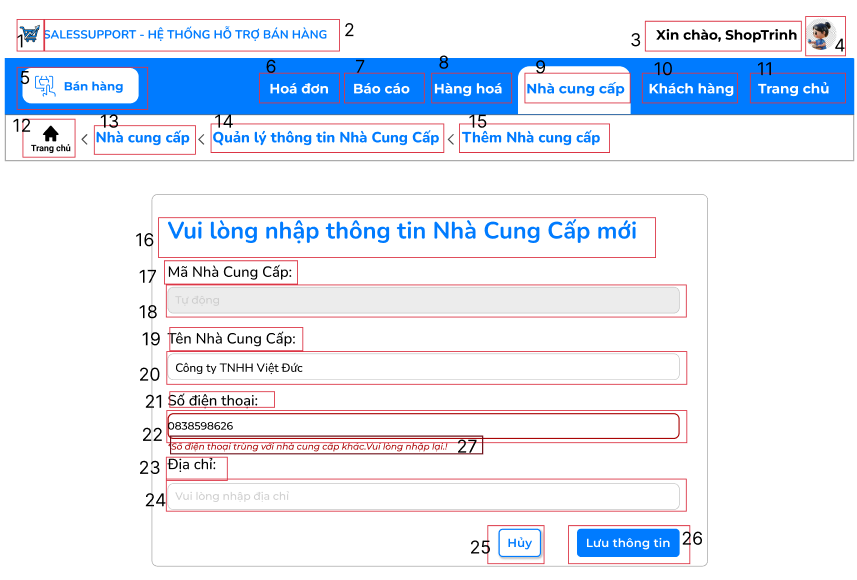 1
SALESSUPPORT - HỆ THỐNG HỖ TRỢ BÁN HÀNG
2
3
Xin chào, ShopTrinh
4
5
Bán hàng
6
Hoá đơn
7
Báo cáo
8
Hàng hoá
9
Nhà cung cấp
10
Khách hàng
11
Trang chủ
12
Trang chủ
13
Nhà cung cấp
14
Quản lý thông tin Nhà Cung Cấp
15
Thêm Nhà cung cấp
16
Vui lòng nhập thông tin Nhà Cung Cấp mới
17
Mã Nhà Cung Cấp:
18
Tự động
19
Tên Nhà Cung Cấp:
20
Công ty TNHH Việt Đức
21
Số điện thoại:
22
0838598626
*Số điện thoại trùng với nhà cung cấp khác.Vui lòng nhập lại.!
27
23
Địa chỉ:
24
Vui lòng nhập địa chỉ
25
Hủy
Lưu thông tin
26